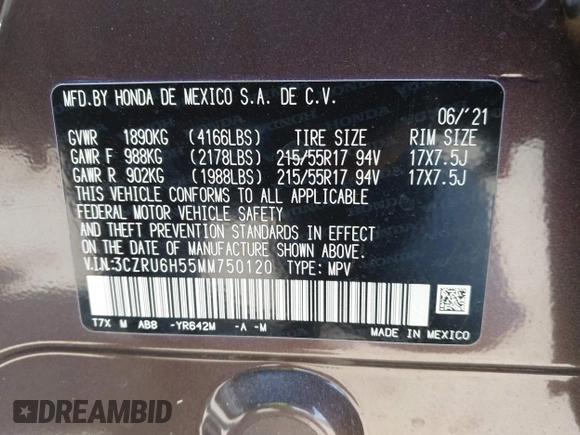 MFD.BY HONDA DE MEXICO S.A. DE C.V.
06/'21
GVWR 1890KG (4166LBS) TIRE SIZE RIM SIZE
GAWR F 988KG (2178LBS) 215/55R17 94V 17X7.5J
GAWR R 902KG (1988LBS) 215/55R17 94V 17X7.5J
THIS VEHICLE CONFORMS TO ALL APPLICABLE
FEDERAL MOTOR VEHICLE SAFETY
AND THEFT PREVENTION STANDARDS IN EFFECT
ON THE DATE OF MANUFACTURE SHOWN ABOVE.
V.I.N:3CZRU6H55MM750120 TYPE: MPV
T7X M AB8 -YR642M -A -M
MADE IN MEXICO
DREAMBID